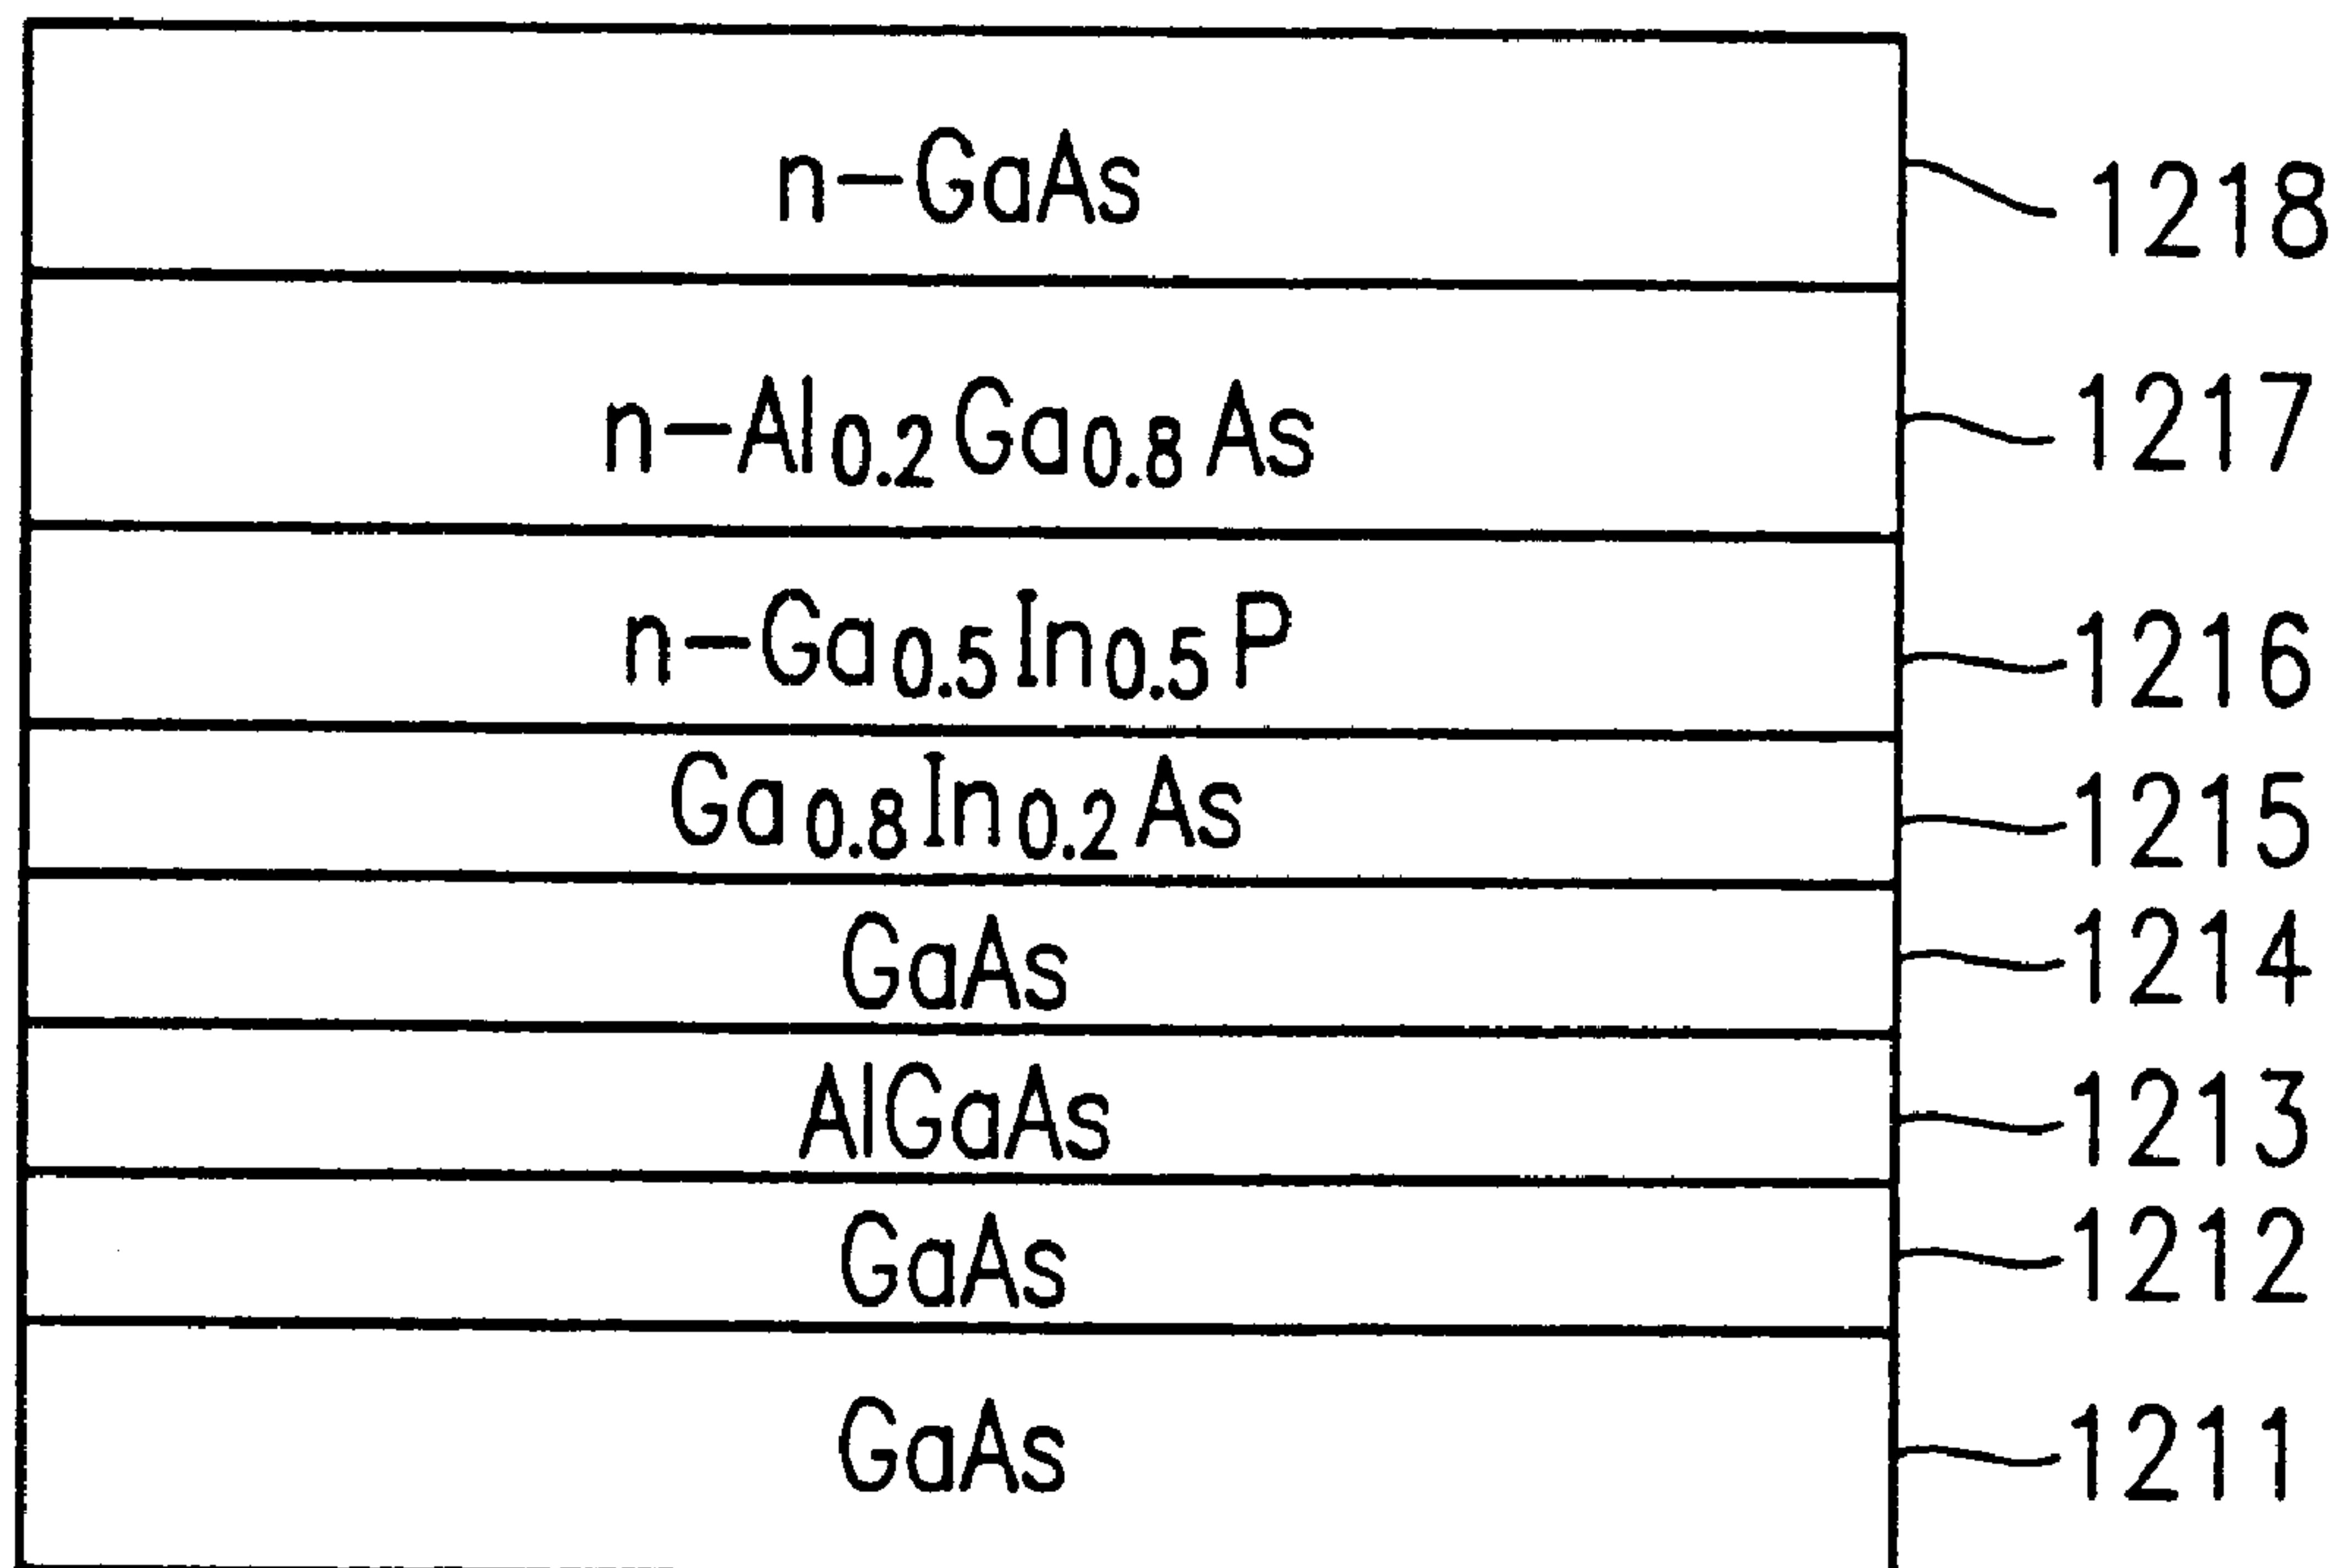 n-GaAs 1218
n-Al0.2Ga0.8As 1217
n-Ga0.5In0.5P 1216
Ga0.8In0.2As 1215
GaAs 1214
AlGaAs 1213
GaAs 1212
GaAs 1211